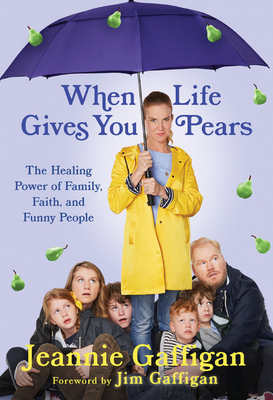 When Life
Gives You Pears
The Healing
Power of Family,
Faith, and
Funny People
Jeannie Gaffigan
Foreword by Jim Gaffigan